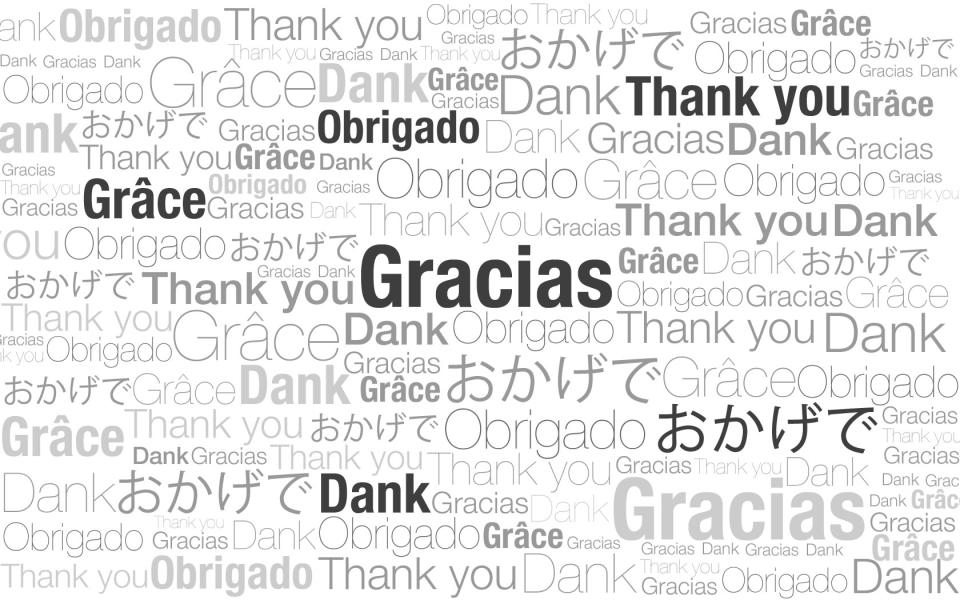 ank Obrigado Thank you Obrigado Thank you Gracias Grâce
Dank Gracias Dank Thank you Gracias Dank Thank you Gracias おかげで Obrigado おかげで
Obrigado Grâce Dank Grâce Gracias Dank Gracias Dank
Dank Thank you Grâce
ank おかげで Gracias Obrigado Dank Gracias Dank Gracias
Gracias Thank you Grâce Dank
Thank you Grâce Obrigado Gracias Obrigado Grâce Obrigado Gracias Thank you
Gracias Gracias Dank Thank you Gracias Thank you Dank
ou Obrigado おかげで Gracias Grâce Dank おかげで
おかげで Thank you Gracias Dank Obrigado Gracias Grâce
Thank you Grâce Dank Obrigado Thank you Dank
racias k you Obrigado Gracias
おかげで Grâce Dank Grâce おかげで Grâce Obrigado
Grâce Thank you おかげで Obrigado おかげで Gracias Thank you
Dank Gracias Thank you Thank you Gracias Thank you Dank Gracias
Dank おかげで Dank Gracias Dank Gracias Dank Grac
Dank Grâc
Obrigado Thank you Gracias Dank Obrigado Grâce Gracias Gracias
Gracias Dank Gracias Dank Grâce
Thank you Obrigado Thank you Dank Thank you Gracias Obrigado Dank